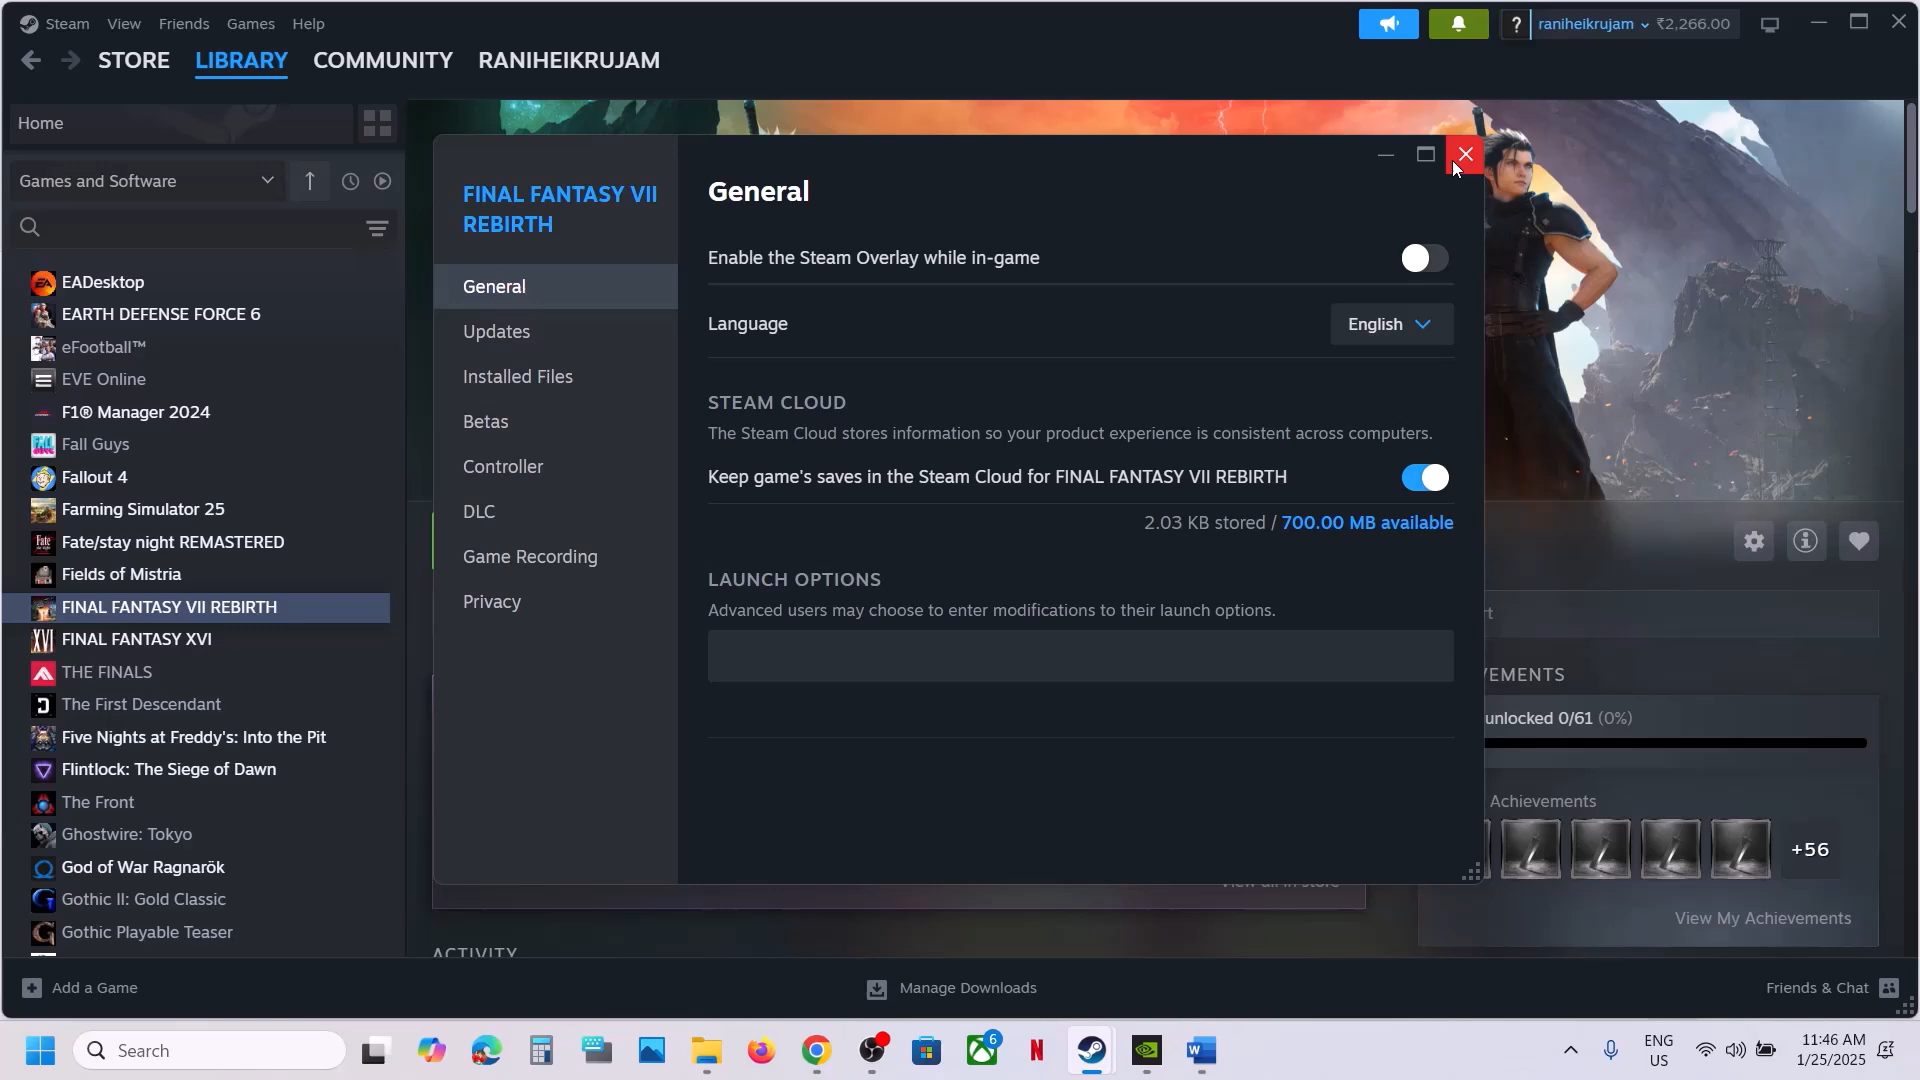 Steam View Friends Games Help
? raniheikrujam ₹2,266.00
STORE LIBRARY COMMUNITY RANIHEIKRUJAM
Home
Games and Software
EADesktop
EARTH DEFENSE FORCE 6
eFootball™
EVE Online
F1® Manager 2024
Fall Guys
Fallout 4
Farming Simulator 25
Fate/stay night REMASTERED
Fields of Mistria
FINAL FANTASY VII REBIRTH
FINAL FANTASY XVI
THE FINALS
The First Descendant
Five Nights at Freddy's: Into the Pit
Flintlock: The Siege of Dawn
The Front
Ghostwire: Tokyo
God of War Ragnarök
Gothic II: Gold Classic
Gothic Playable Teaser
FINAL FANTASY VII
REBIRTH
General
Updates
Installed Files
Betas
Controller
DLC
Game Recording
Privacy
General
Enable the Steam Overlay while in-game
Language English
STEAM CLOUD
The Steam Cloud stores information so your product experience is consistent across computers.
Keep game's saves in the Steam Cloud for FINAL FANTASY VII REBIRTH
2.03 KB stored / 700.00 MB available
LAUNCH OPTIONS
Advanced users may choose to enter modifications to their launch options.
unlocked 0/61 (0%)
Achievements
+56
View My Achievements
View all in store
ACTIVITY
Add a Game
Manage Downloads
Friends & Chat
Search
6
ENG
US
11:46 AM
1/25/2025